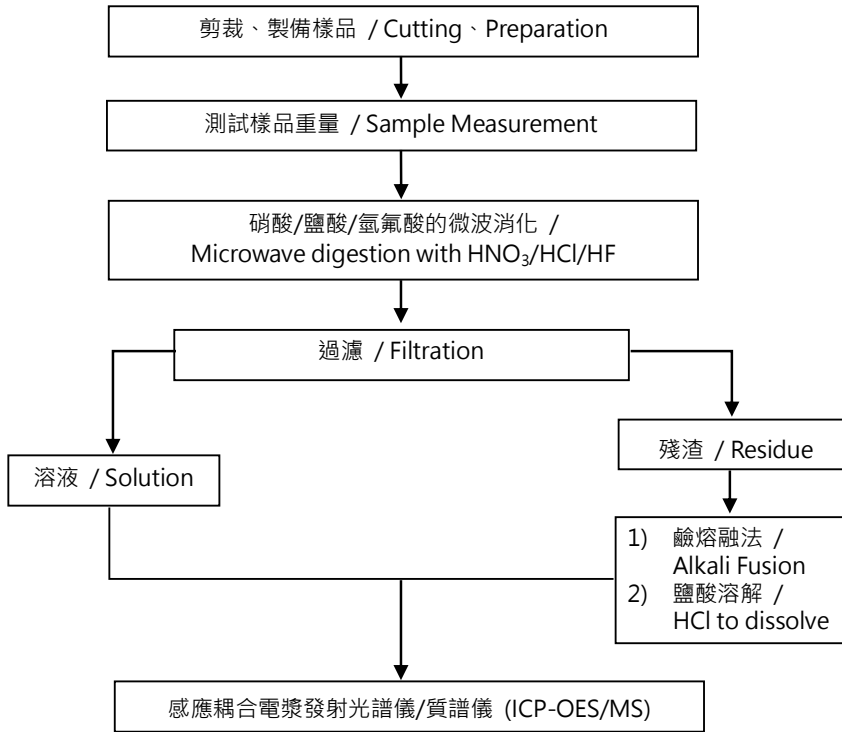 剪裁、製備樣品 / Cutting、Preparation
測試樣品重量 / Sample Measurement
硝酸/鹽酸/氫氟酸的微波消化 /
Microwave digestion with HNO₃/HCl/HF
過濾 / Filtration
溶液 / Solution
殘渣 / Residue
1) 鹼熔融法 /
Alkali Fusion
2) 鹽酸溶解 /
HCl to dissolve
感應耦合電漿發射光譜儀/質譜儀 (ICP-OES/MS)